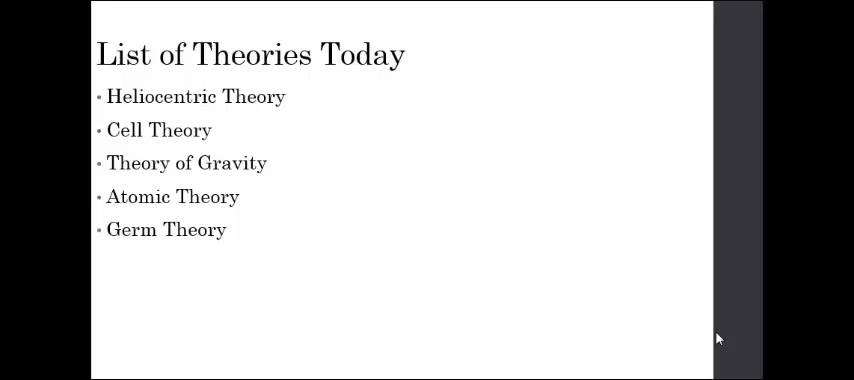 List of Theories Today
• Heliocentric Theory
• Cell Theory
• Theory of Gravity
• Atomic Theory
• Germ Theory